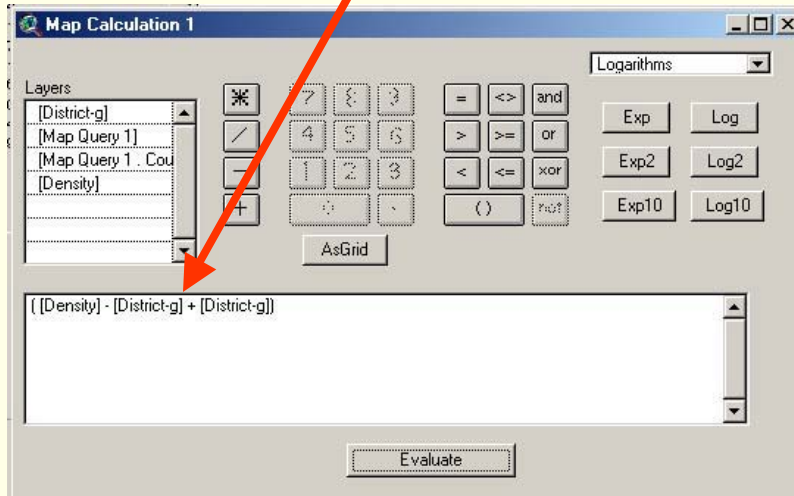 Map Calculation 1
Logarithms
Layers
[District-g]
[Map Query 1]
[Map Query 1 . Cou
[Density]
* 7 8 9 = <> and
/ 4 5 6 > >= or
- 1 2 3 < <= xor
+ 0 . ( ) not
Exp Log
Exp2 Log2
Exp10 Log10
AsGrid
( [Density] - [District-g] + [District-g])
Evaluate